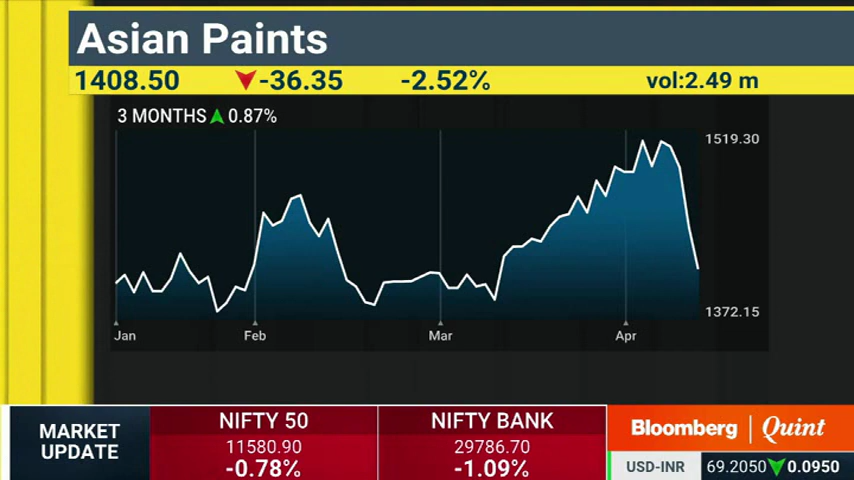 Asian Paints
1408.50 -36.35 -2.52% vol:2.49 m
3 MONTHS 0.87%
1519.30
1372.15
Jan Feb Mar Apr
MARKET UPDATE
NIFTY 50
11580.90
-0.78%
NIFTY BANK
29786.70
-1.09%
Bloomberg | Quint
USD-INR 69.2050 0.0950